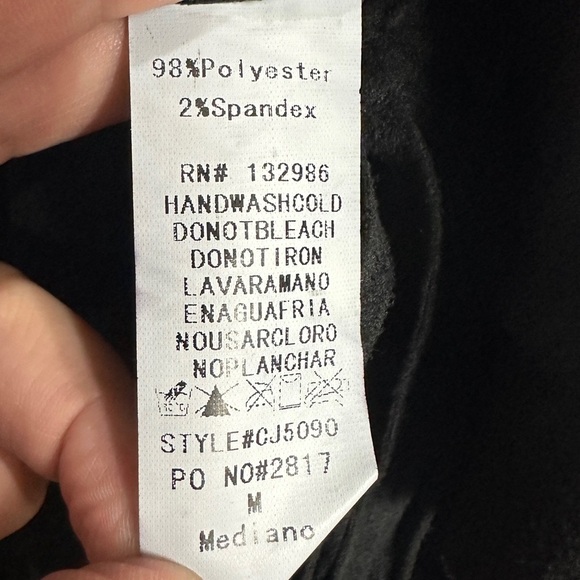 98%Polyester
2%Spandex
RN# 132986
HANDWASHCOLD
DONOTBLEACH
DONOTIRON
LAVARAMANO
ENAGUAFRIA
NOUSARCLORO
NOPLANCHAR
STYLE#CJ5090
PO NO#2817
M
Mediano